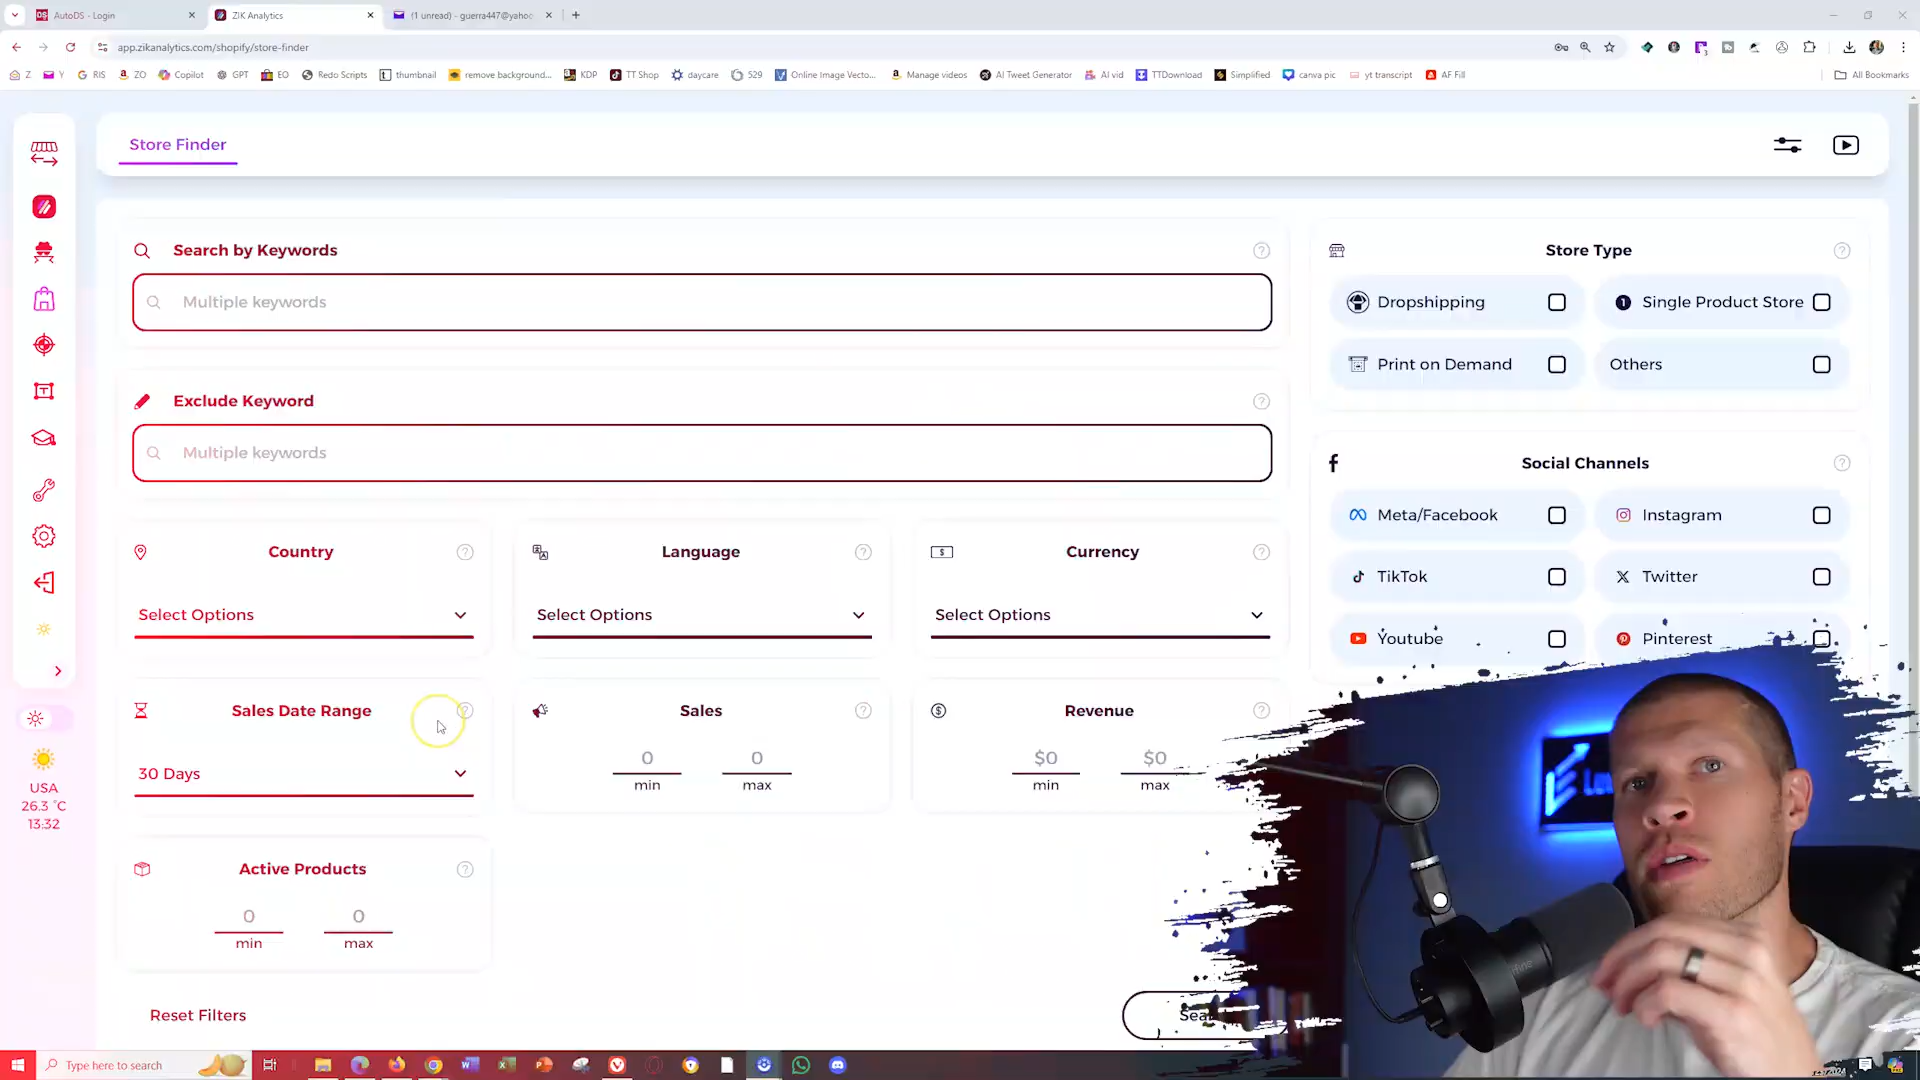 AutoDS - Login
ZIK Analytics
(1 unread) - guerra447@yahoo
app.zikanalytics.com/shopify/store-finder
Z
Y
RIS
ZO
Copilot
GPT
EO
Redo Scripts
thumbnail
remove background...
KDP
TT Shop
daycare
529
Online Image Vecto...
Manage videos
AI Tweet Generator
AI vid
TTDownload
Simplified
canva pic
yt transcript
AF Fill
All Bookmarks
Store Finder
Search by Keywords
Multiple keywords
Exclude Keyword
Multiple keywords
Country
Select Options
Language
Select Options
Currency
Select Options
Sales Date Range
30 Days
Sales
0
min
0
max
Revenue
$0
min
$0
max
Active Products
0
min
0
max
Reset Filters
Store Type
Dropshipping
Single Product Store
Print on Demand
Others
Social Channels
Meta/Facebook
Instagram
TikTok
Twitter
Youtube
Pinterest
USA
26.3 °C
13:32
Type here to search